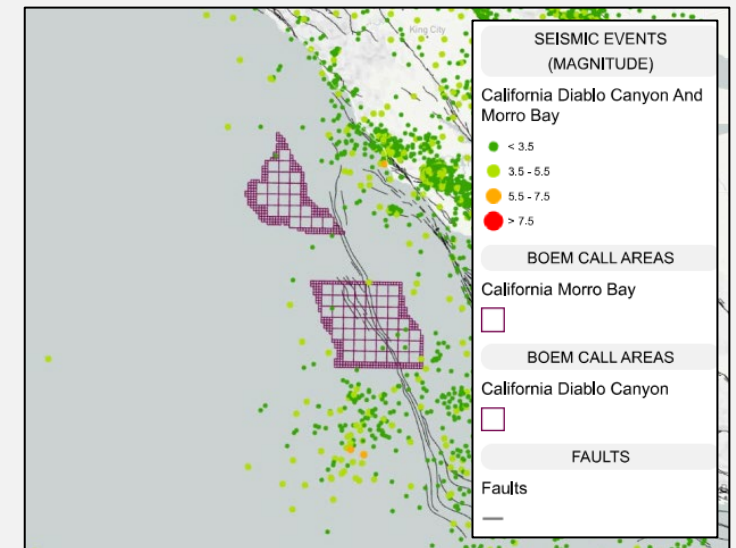 King City
SEISMIC EVENTS
(MAGNITUDE)
California Diablo Canyon And
Morro Bay
< 3.5
3.5 - 5.5
5.5 - 7.5
> 7.5
BOEM CALL AREAS
California Morro Bay
BOEM CALL AREAS
California Diablo Canyon
FAULTS
Faults